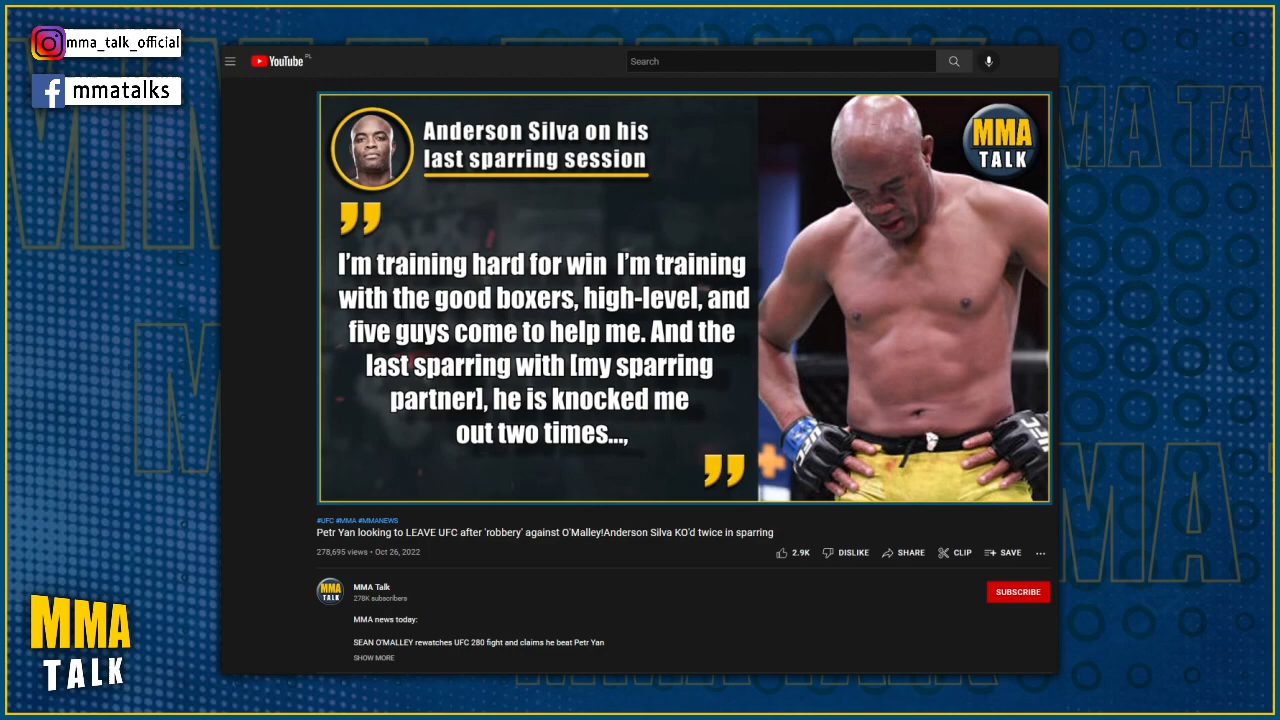 mma_talk_official
mmatalks
YouTube PL
Search
Anderson Silva on his
last sparring session
MMA
TALK
I'm training hard for win I'm training
with the good boxers, high-level, and
five guys come to help me. And the
last sparring with [my sparring
partner], he is knocked me
out two times...,
UFC
UFC
#UFC #MMA #MMANEWS
Petr Yan looking to LEAVE UFC after 'robbery' against O'Malley!Anderson Silva KO'd twice in sparring
278,695 views • Oct 26, 2022
2.9K DISLIKE SHARE CLIP SAVE ...
MMA
TALK
MMA Talk
278K subscribers
SUBSCRIBE
MMA news today:
SEAN O'MALLEY rewatches UFC 280 fight and claims he beat Petr Yan
SHOW MORE
MMA
TALK